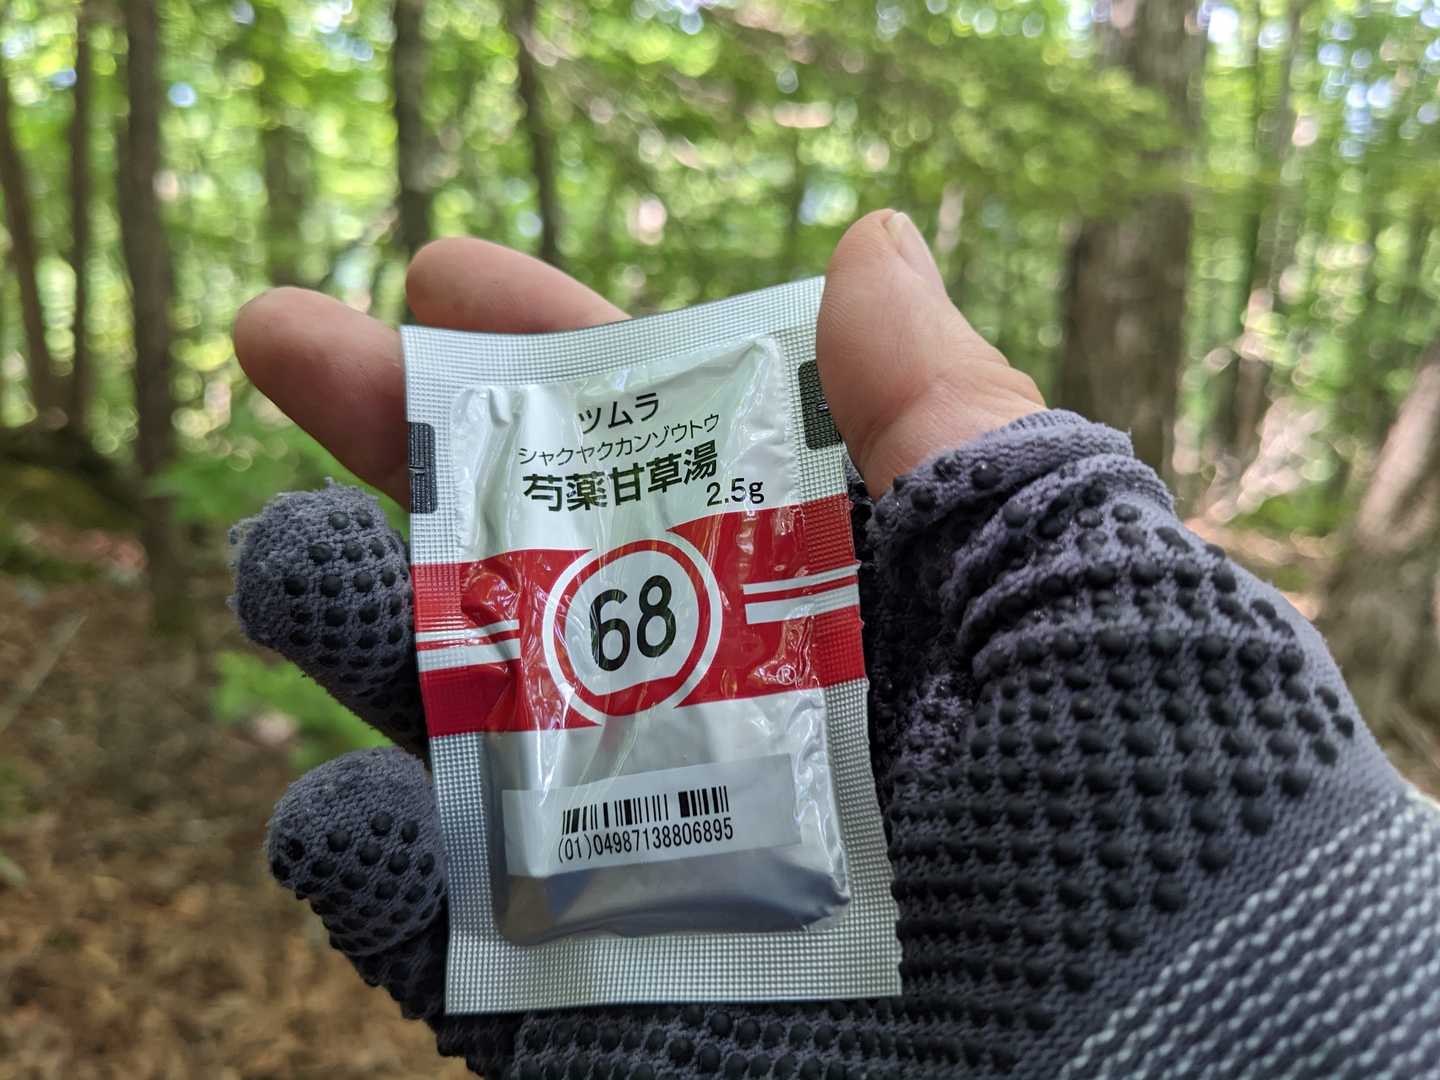 ツムラ
シャクヤクカンゾウトウ
芍薬甘草湯
2.5g
68
®
(01)04987138806895